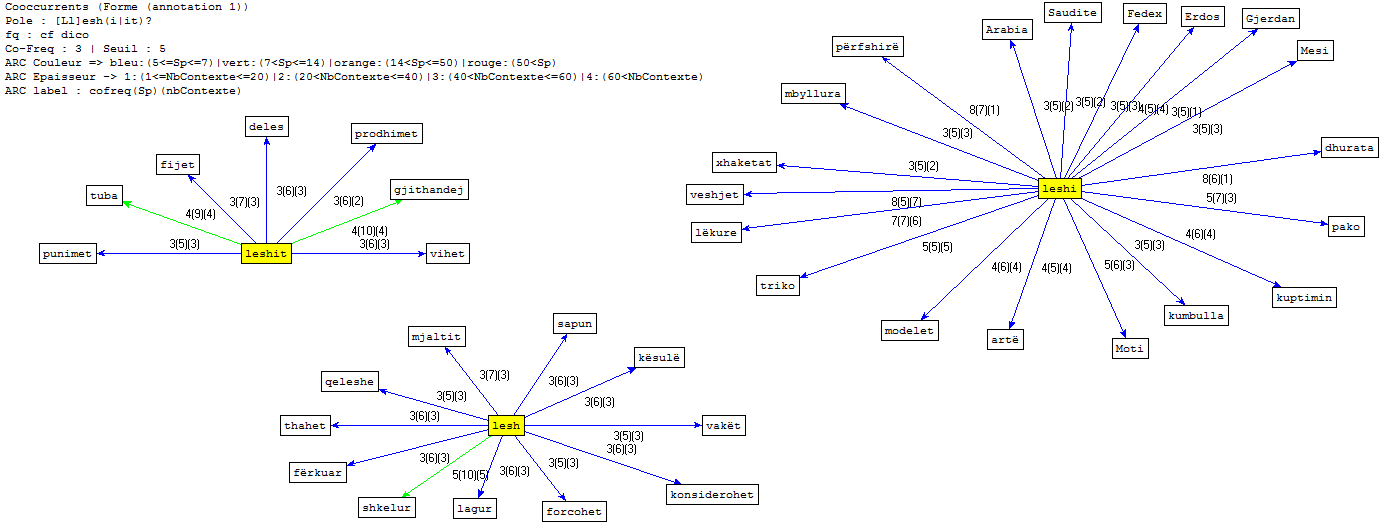 Cooccurrents (Forme (annotation 1))
Pole : [Ll]esh(i|it)?
fq : cf dico
Co-Freq : 3 | Seuil : 5
ARC Couleur => bleu:(5<=Sp<=7)|vert:(7<Sp<=14)|orange:(14<Sp<=50)|rouge:(50<Sp)
ARC Epaisseur -> 1:(1<=NbContexte<=20)|2:(20<NbContexte<=40)|3:(40<NbContexte<=60)|4:(60<NbContexte)
ARC label : cofreq(Sp)(nbContexte)
deles
prodhimet
fijet
gjithandej
tuba
3(7)(3)
3(6)(3)
3(6)(2)
4(9)(4)
4(10)(4)
3(5)(3)
3(6)(3)
punimet
leshit
vihet
Saudite
Fedex
Erdos
Gjerdan
Arabia
Mesi
përfshirë
mbyllura
8(7)(1)
3(5)(2)
3(5)(2)
3(5)(3)
4(5)(4)
3(5)(1)
3(5)(3)
3(5)(3)
dhurata
xhaketat
3(5)(2)
8(6)(1)
veshjet
leshi
5(7)(3)
8(5)(7)
7(7)(6)
lëkure
pako
5(5)(5)
4(6)(4)
4(5)(4)
5(6)(3)
3(5)(3)
4(6)(4)
triko
kuptimin
modelet
artë
Moti
kumbulla
sapun
mjaltit
kësulë
qeleshe
3(7)(3)
3(6)(3)
3(5)(3)
3(6)(3)
thahet
3(6)(3)
lesh
vakët
3(5)(3)
3(6)(3)
3(6)(3)
5(10)(5)
3(6)(3)
3(5)(3)
fërkuar
shkelur
lagur
forcohet
konsiderohet